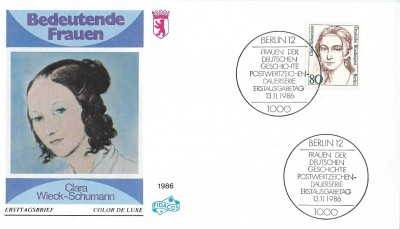 Bedeutende
Frauen
Clara
Wieck-Schumann
ERSTTAGSBRIEF COLOR DE LUXE
1986
FIDACOS
BERLIN 12
FRAUEN DER
DEUTSCHEN
GESCHICHTE
POSTWERTZEICHEN-
DAUERSERIE
ERSTAUSGABETAG
13.11.1986
1000
80
BERLIN 12
FRAUEN DER
DEUTSCHEN
GESCHICHTE
POSTWERTZEICHEN-
DAUERSERIE
ERSTAUSGABETAG
13.11.1986
1000